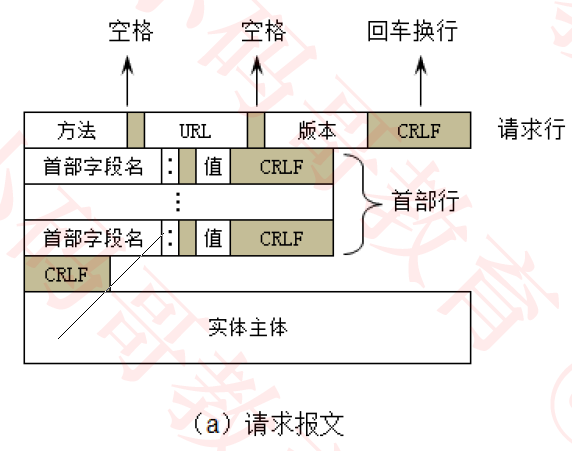 空格 空格 回车换行
方法 URL 版本 CRLF 请求行
首部字段名 : 值 CRLF
⋮ 首部行
首部字段名 : 值 CRLF
CRLF
实体主体
(a) 请求报文